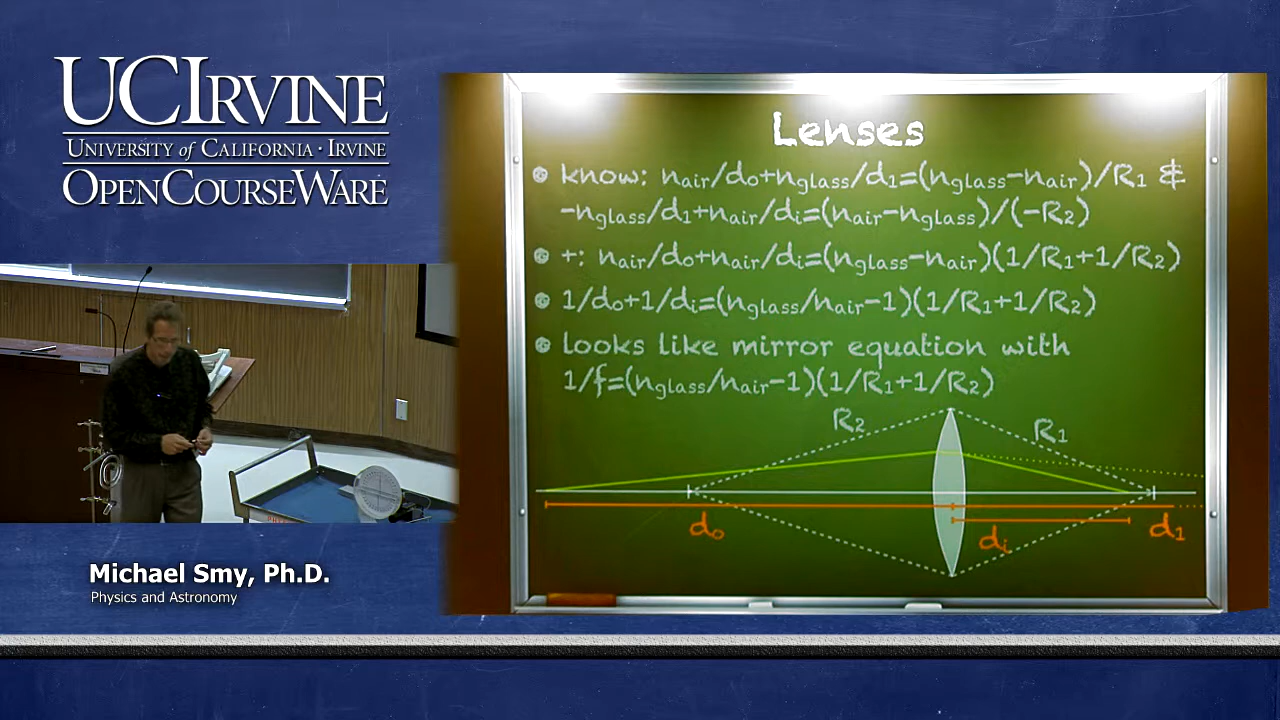 UCIRVINE
UNIVERSITY of CALIFORNIA · IRVINE
OPENCOURSEWARE
Lenses
know: nair/do+nglass/d1=(nglass-nair)/R1 &
-nglass/d1+nair/di=(nair-nglass)/(-R2)
+: nair/do+nair/di=(nglass-nair)(1/R1+1/R2)
1/do+1/di=(nglass/nair-1)(1/R1+1/R2)
looks like mirror equation with
1/f=(nglass/nair-1)(1/R1+1/R2)
R2
R1
do
di
d1
Michael Smy, Ph.D.
Physics and Astronomy